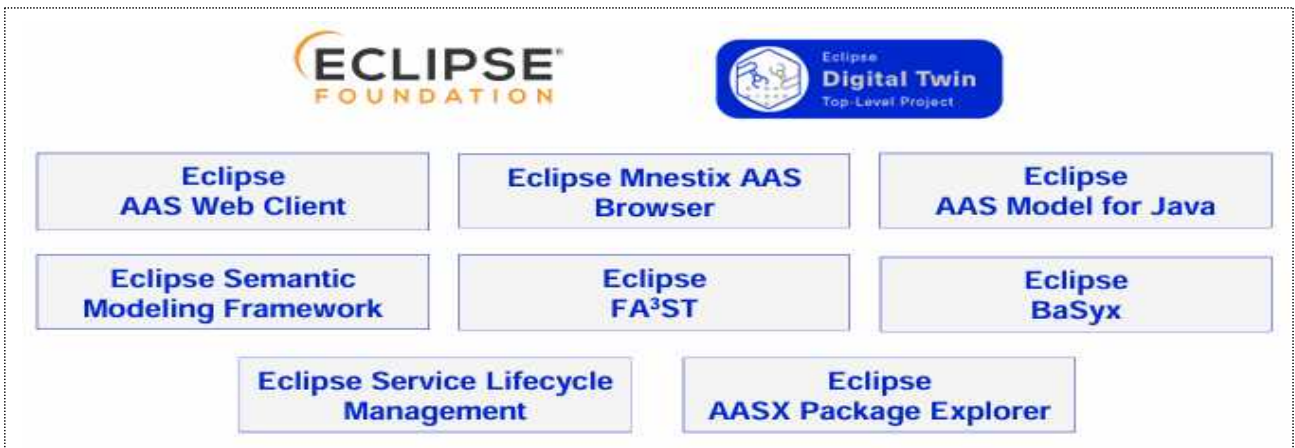 ECLIPSE®
FOUNDATION
Eclipse
Digital Twin
Top-Level Project
Eclipse
AAS Web Client
Eclipse Mnestix AAS
Browser
Eclipse
AAS Model for Java
Eclipse Semantic
Modeling Framework
Eclipse
FA³ST
Eclipse
BaSyx
Eclipse Service Lifecycle
Management
Eclipse
AASX Package Explorer